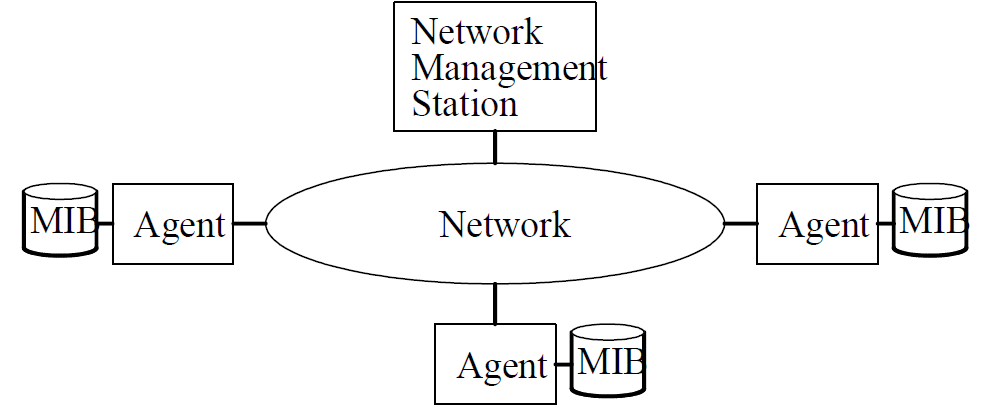 Network
Management
Station
MIB
Agent
Network
Agent
MIB
Agent
MIB